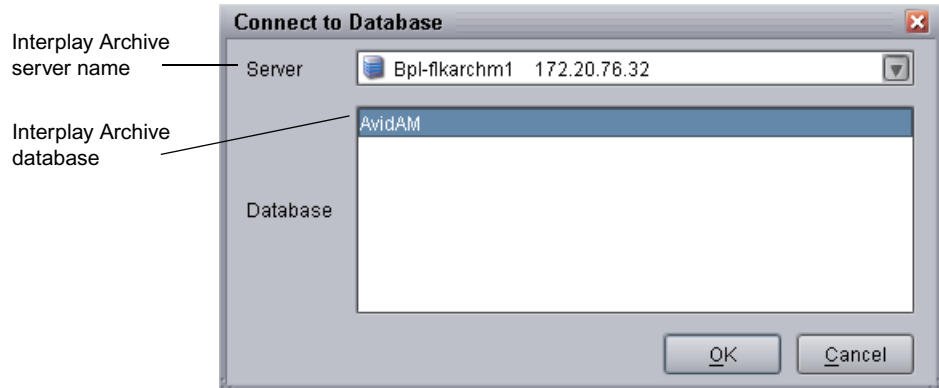 Connect to Database
Interplay Archive
server name
Server
Bpl-flkarchm1 172.20.76.32
Interplay Archive
database
AvidAM
Database
OK
Cancel